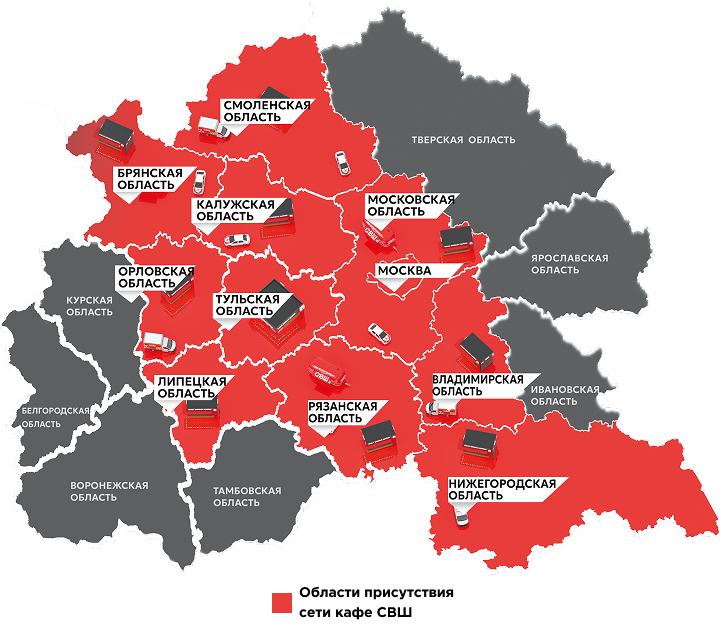 СМОЛЕНСКАЯ
ОБЛАСТЬ
ТВЕРСКАЯ ОБЛАСТЬ
БРЯНСКАЯ
ОБЛАСТЬ
КАЛУЖСКАЯ
ОБЛАСТЬ
МОСКОВСКАЯ
ОБЛАСТЬ
СВШ
ЯРОСЛАВСКАЯ
ОБЛАСТЬ
МОСКВА
ОРЛОВСКАЯ
ОБЛАСТЬ
КУРСКАЯ
ОБЛАСТЬ
ТУЛЬСКАЯ
ОБЛАСТЬ
ЛИПЕЦКАЯ
ОБЛАСТЬ
СВШ
ВЛАДИМИРСКАЯ
ОБЛАСТЬ
ИВАНОВСКАЯ
ОБЛАСТЬ
БЕЛГОРОДСКАЯ
ОБЛАСТЬ
РЯЗАНСКАЯ
ОБЛАСТЬ
ВОРОНЕЖСКАЯ
ОБЛАСТЬ
ТАМБОВСКАЯ
ОБЛАСТЬ
НИЖЕГОРОДСКАЯ
ОБЛАСТЬ
Области присутствия
сети кафе СВШ